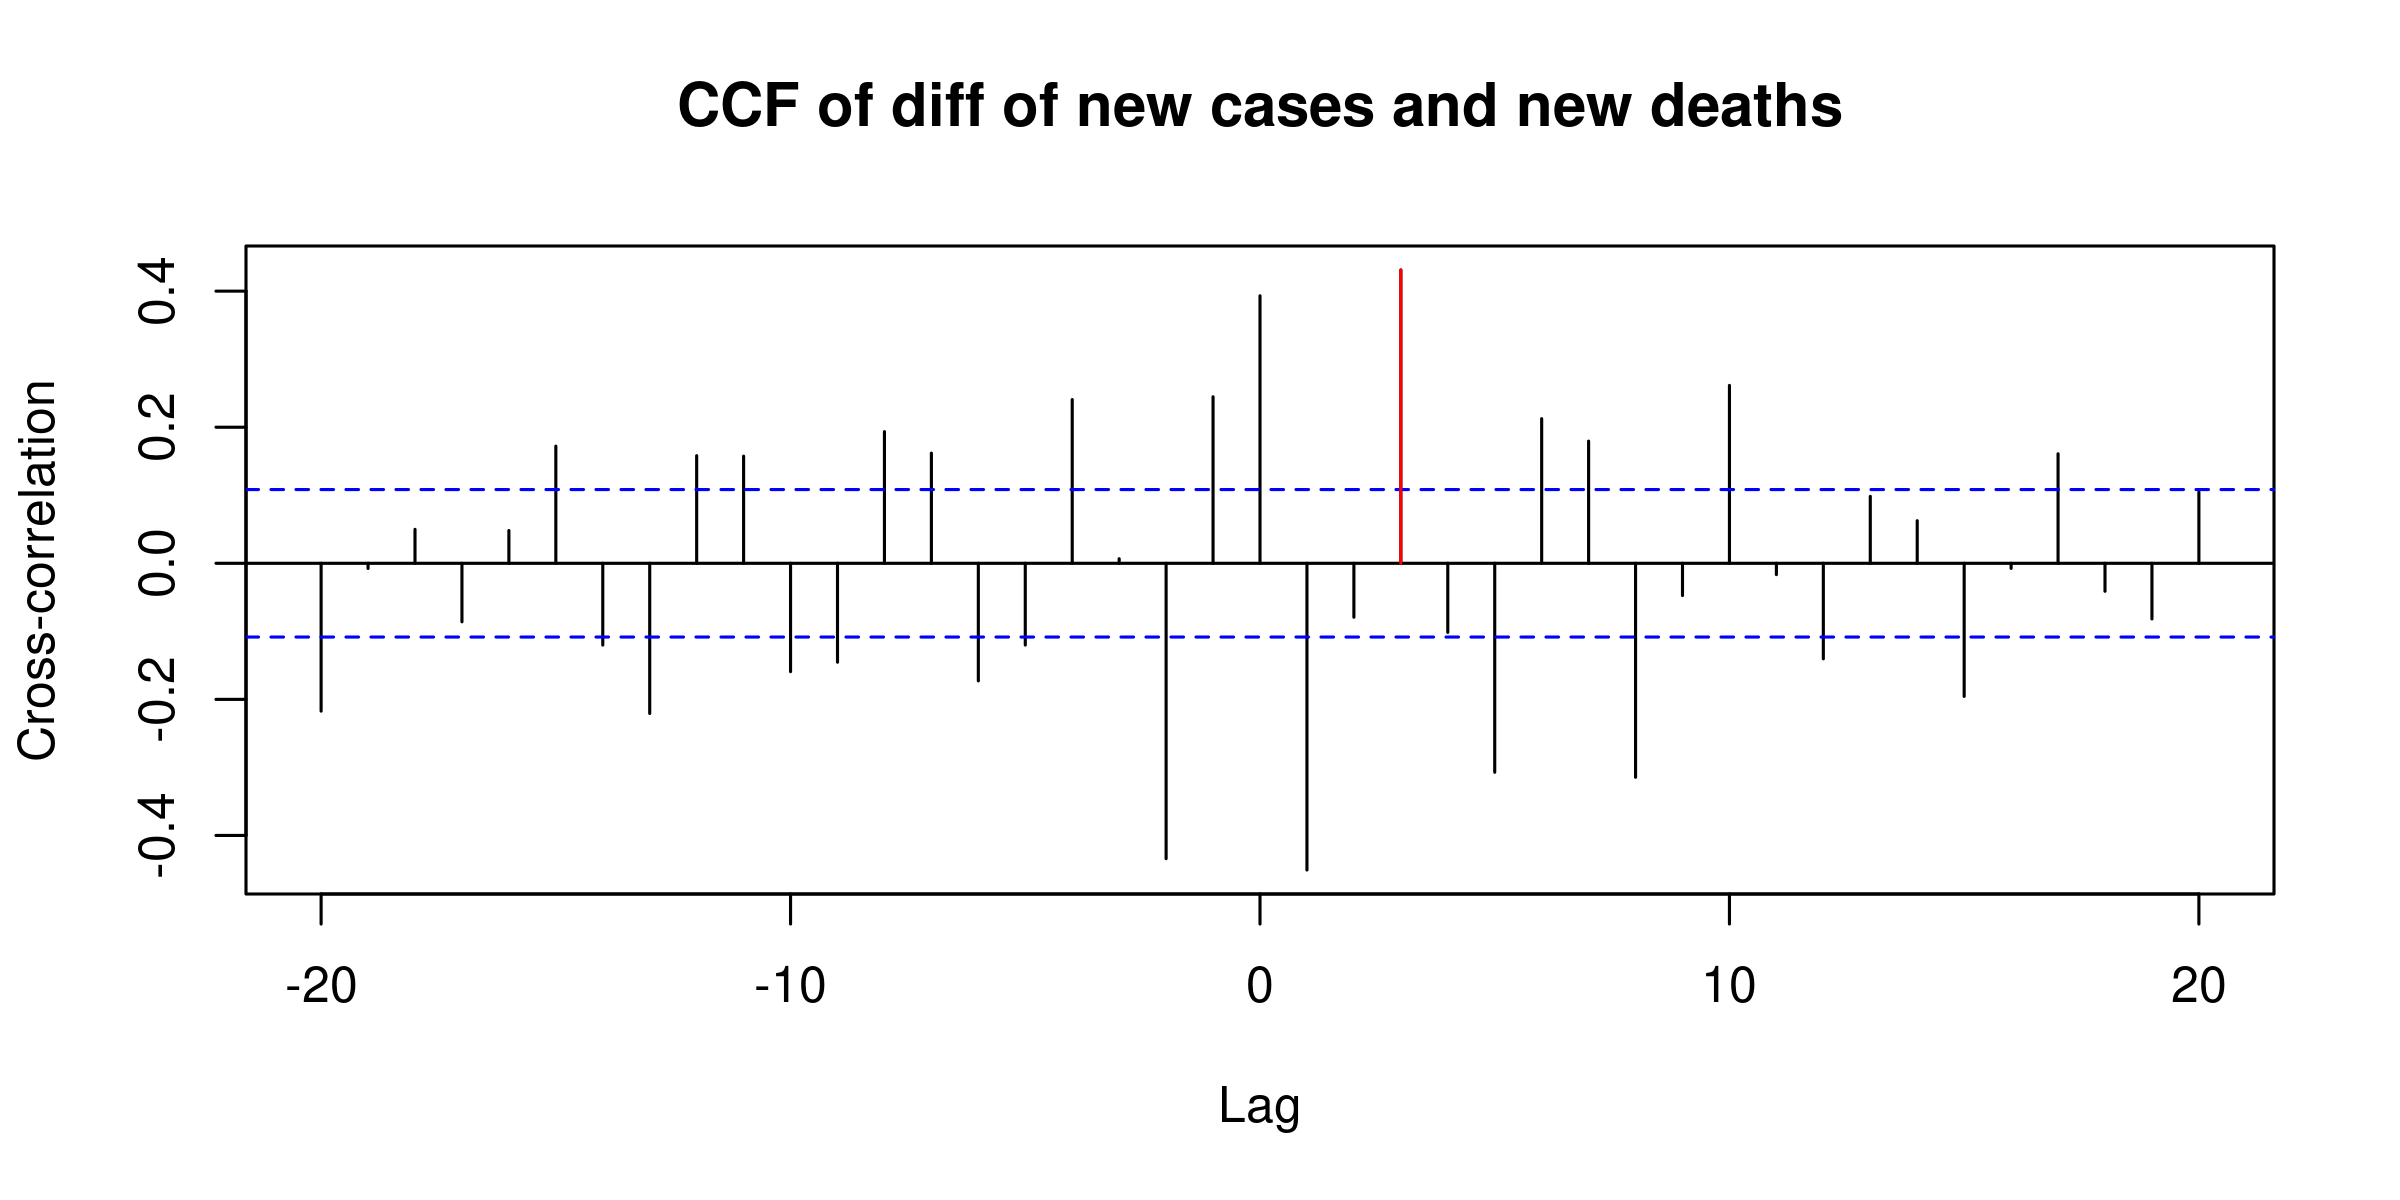 CCF of diff of new cases and new deaths
Cross-correlation
0.4
0.2
0.0
-0.2
-0.4
-20 -10 0 10 20
Lag